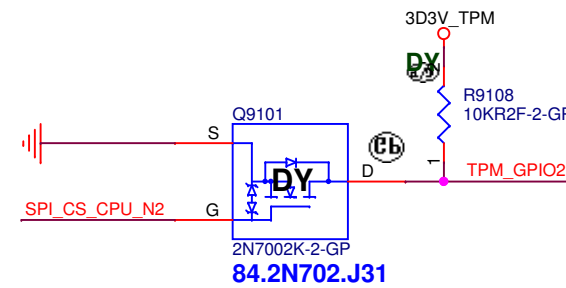 3D3V_TPM
DY
R9108
10KR2F-2-GP
1
TPM_GPIO2
Q9101
S
D
DY
G
SPI_CS_CPU_N2
2N7002K-2-GP
84.2N702.J31